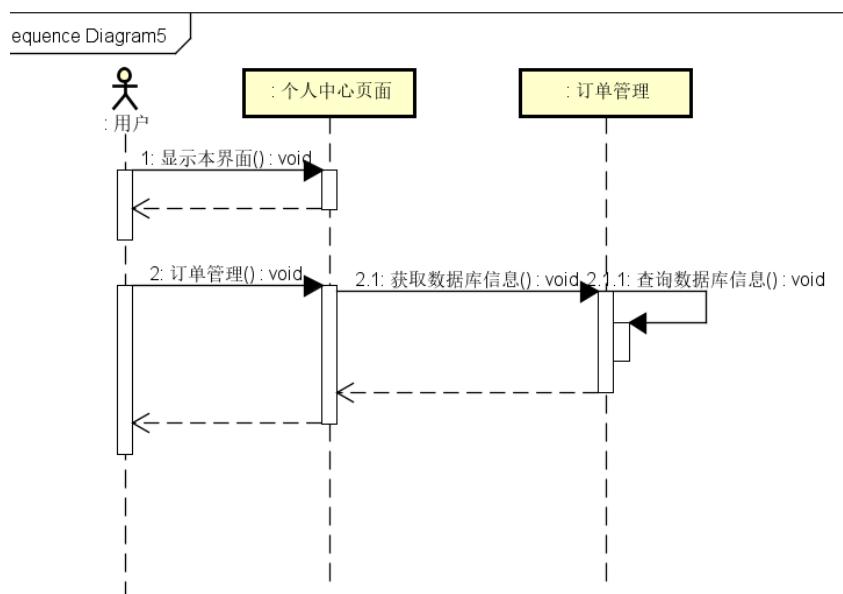 equence Diagram5
: 用户
: 个人中心页面
: 订单管理
1: 显示本界面() : void
2: 订单管理() : void
2.1: 获取数据库信息() : void
2.1.1: 查询数据库信息() : void